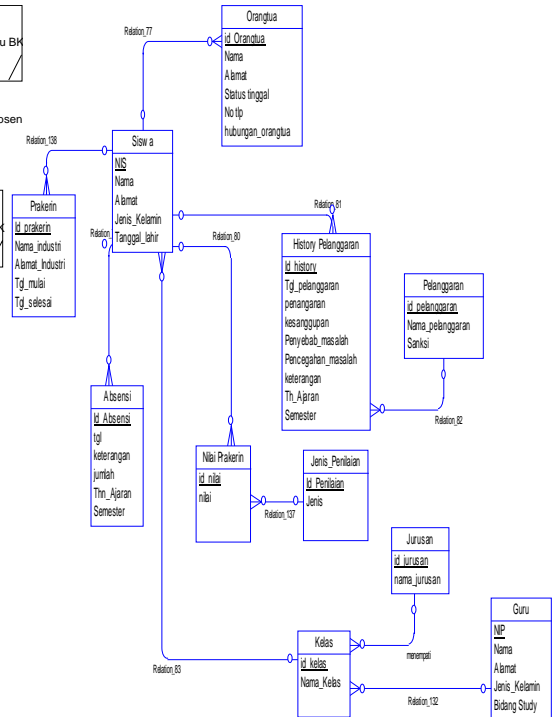 u BK
osen
X
Relation_77
Orangtua
id_Orangtua
Nama
Alamat
Status tinggal
No tlp
hubungan_orangtua
Relation_138
Siswa
NIS
Nama
Alamat
Jenis_Kelamin
Tanggal_lahir
Prakerin
Id_prakerin
Nama_industri
Alamat_Industri
Tgl_mulai
Tgl_selesai
Relation_
Relation_80
Relation_81
History Pelanggaran
Id_history
Tgl_pelanggaran
penanganan
kesanggupan
Penyebab_masalah
Pencegahan_masalah
keterangan
Th_Ajaran
Semester
Pelanggaran
id_pelanggaran
Nama_pelanggaran
Sanksi
Relation_82
Absensi
Id_Absensi
tgl
keterangan
jumlah
Thn_Ajaran
Semester
Nilai Prakerin
id_nilai
nilai
Relation_137
Jenis_Penilaian
Id_Penilaian
Jenis
Jurusan
id_jurusan
nama_jurusan
menempati
Relation_83
Kelas
id_kelas
Nama_Kelas
Relation_132
Guru
NIP
Nama
Alamat
Jenis_Kelamin
Bidang Study